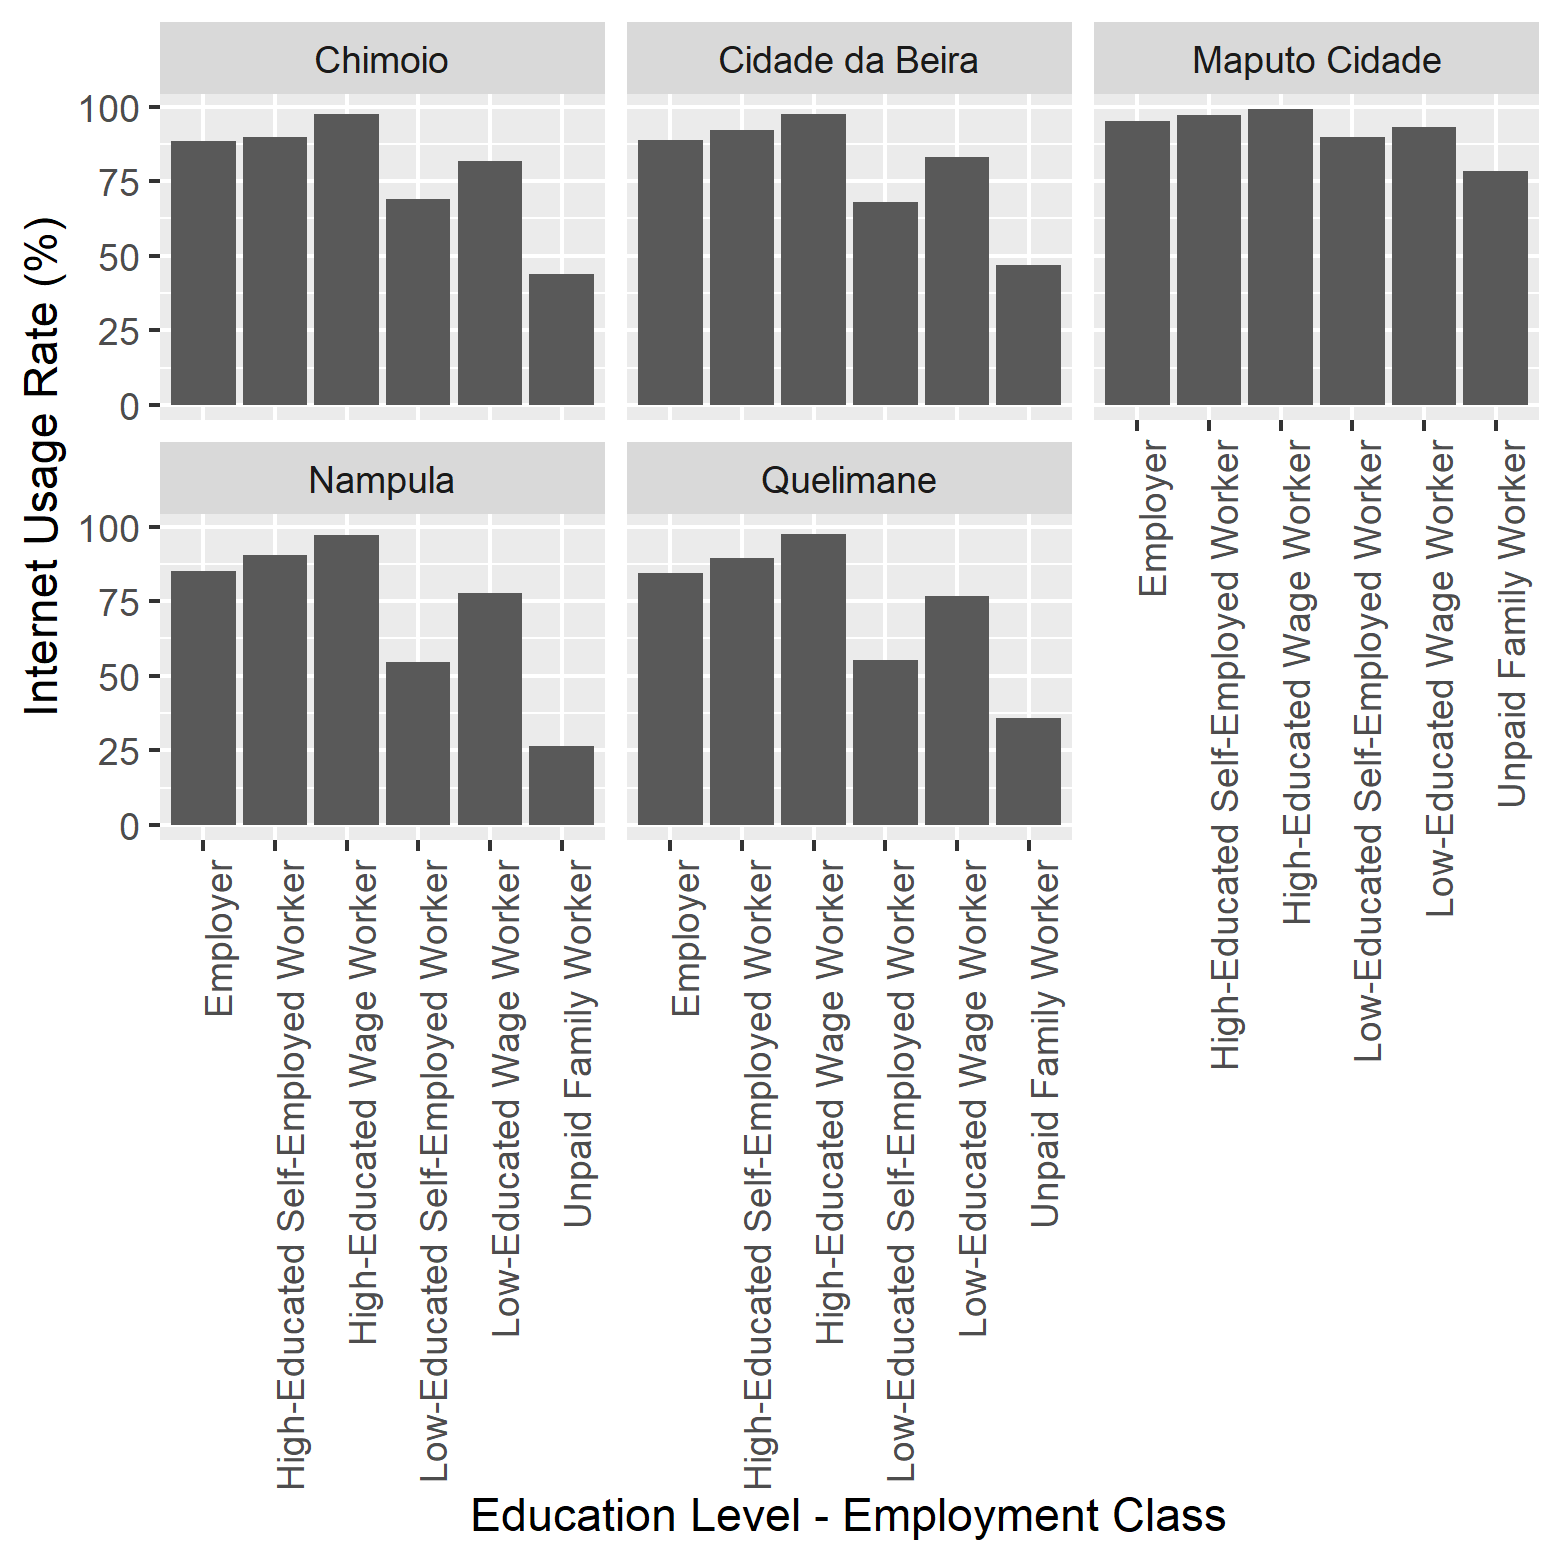 Chimoio
Cidade da Beira
Maputo Cidade
Internet Usage Rate (%)
100
75
50
25
0
Employer
High-Educated Self-Employed Worker
High-Educated Wage Worker
Low-Educated Self-Employed Worker
Low-Educated Wage Worker
Unpaid Family Worker
Nampula
Quelimane
100
75
50
25
0
Employer
High-Educated Self-Employed Worker
High-Educated Wage Worker
Low-Educated Self-Employed Worker
Low-Educated Wage Worker
Unpaid Family Worker
Employer
High-Educated Self-Employed Worker
High-Educated Wage Worker
Low-Educated Self-Employed Worker
Low-Educated Wage Worker
Unpaid Family Worker
Education Level - Employment Class